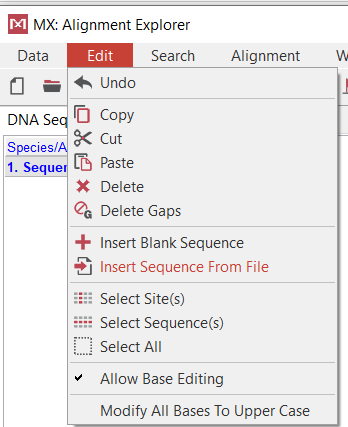 MX: Alignment Explorer
Data Edit Search Alignment W
Undo
DNA Seq
Copy
Species/A
Cut
1. Sequen
Paste
Delete
Delete Gaps
Insert Blank Sequence
Insert Sequence From File
Select Site(s)
Select Sequence(s)
Select All
Allow Base Editing
Modify All Bases To Upper Case